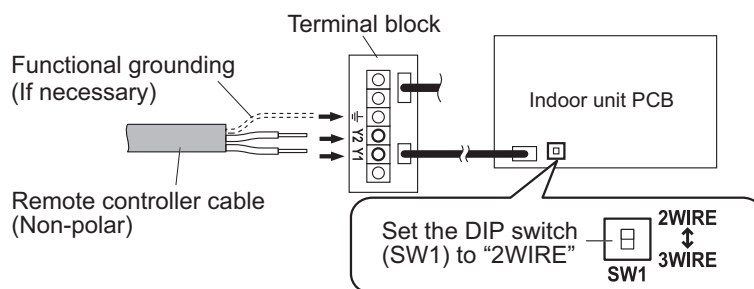 Terminal block
Functional grounding
(If necessary)
Indoor unit PCB
Y2
Y1
Remote controller cable
(Non-polar)
Set the DIP switch
(SW1) to “2WIRE”
2WIRE
3WIRE
SW1